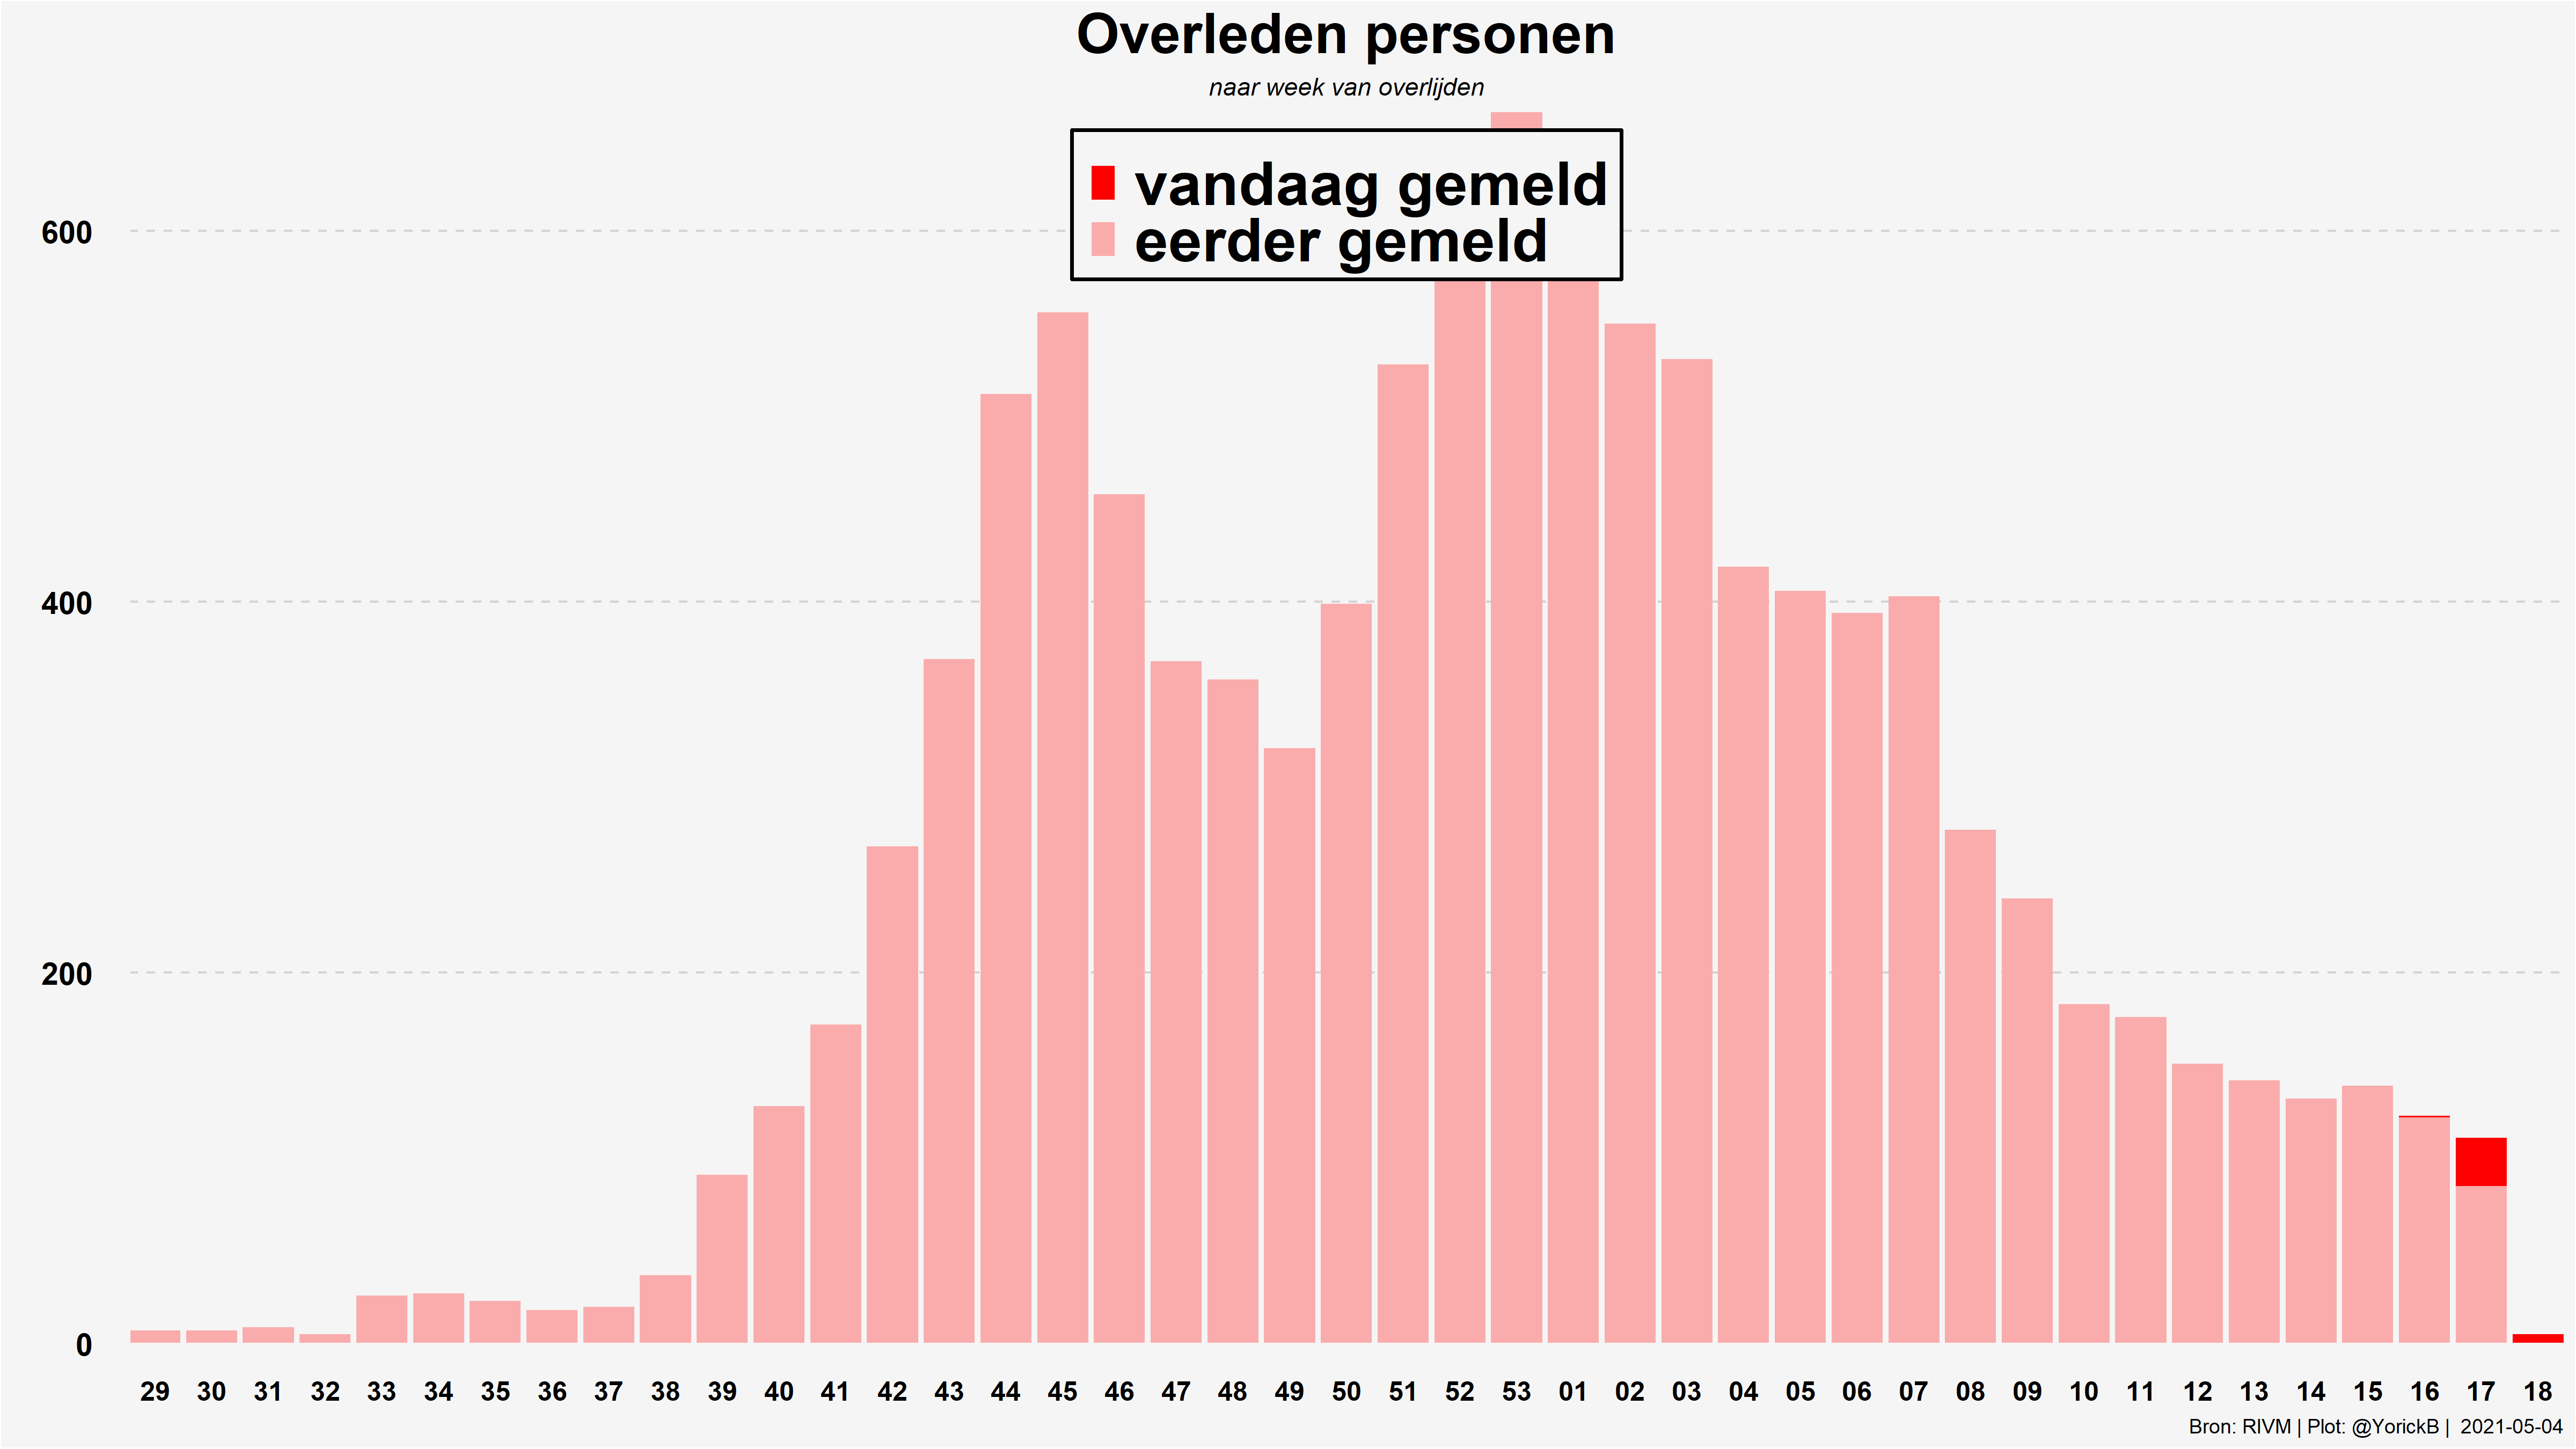 Overleden personen
naar week van overlijden
vandaag gemeld
eerder gemeld
600
400
200
0
29 30 31 32 33 34 35 36 37 38 39 40 41 42 43 44 45 46 47 48 49 50 51 52 53 01 02 03 04 05 06 07 08 09 10 11 12 13 14 15 16 17 18
Bron: RIVM | Plot: @YorickB | 2021-05-04